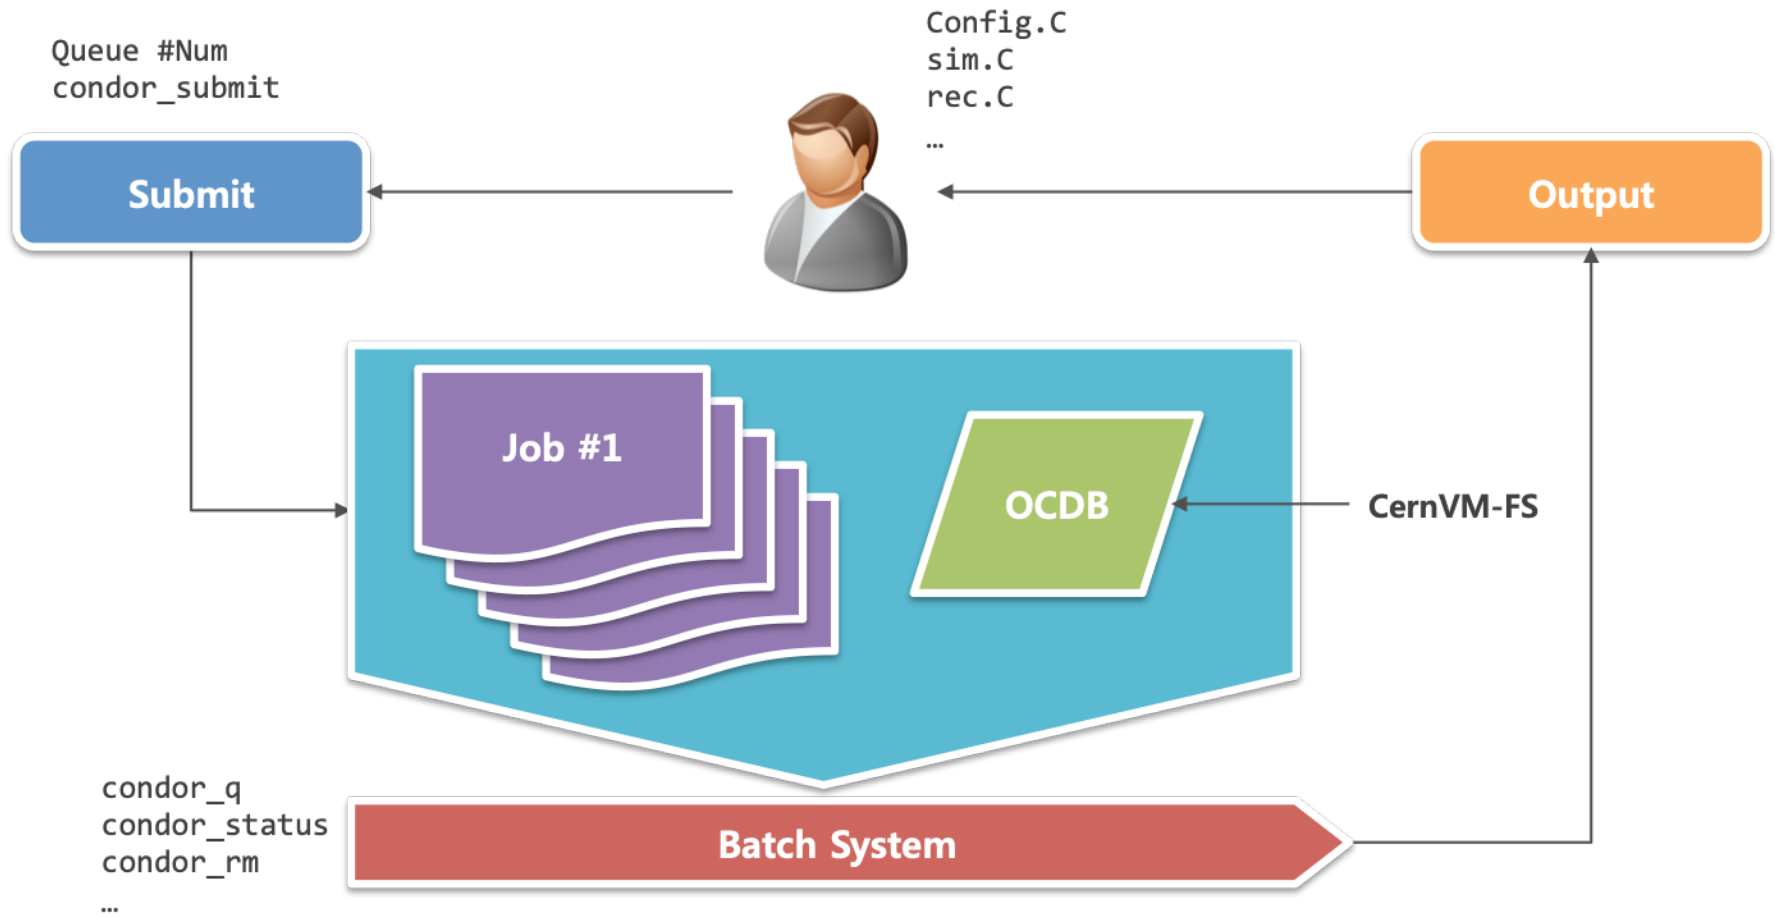 Queue #Num
condor_submit
Config.C
sim.C
rec.C
…
Submit
Output
Job #1
OCDB
CernVM-FS
condor_q
condor_status
condor_rm
…
Batch System